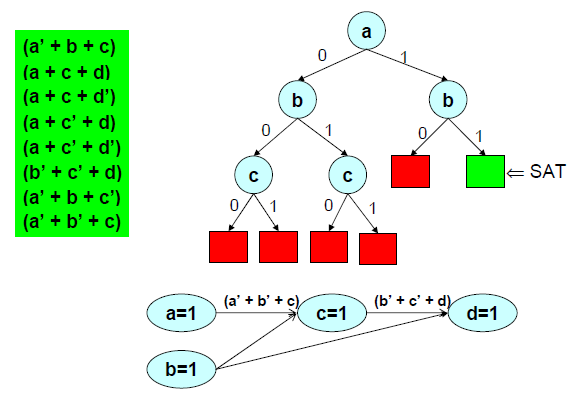 (a’ + b + c)
(a + c + d)
(a + c + d’)
(a + c’ + d)
(a + c’ + d’)
(b’ + c’ + d)
(a’ + b + c’)
(a’ + b’ + c)
a
0 1
b b
0 1 0 1
c c ⇐ SAT
0 1 0 1
(a’ + b’ + c) (b’ + c’ + d)
a=1 c=1 d=1
b=1